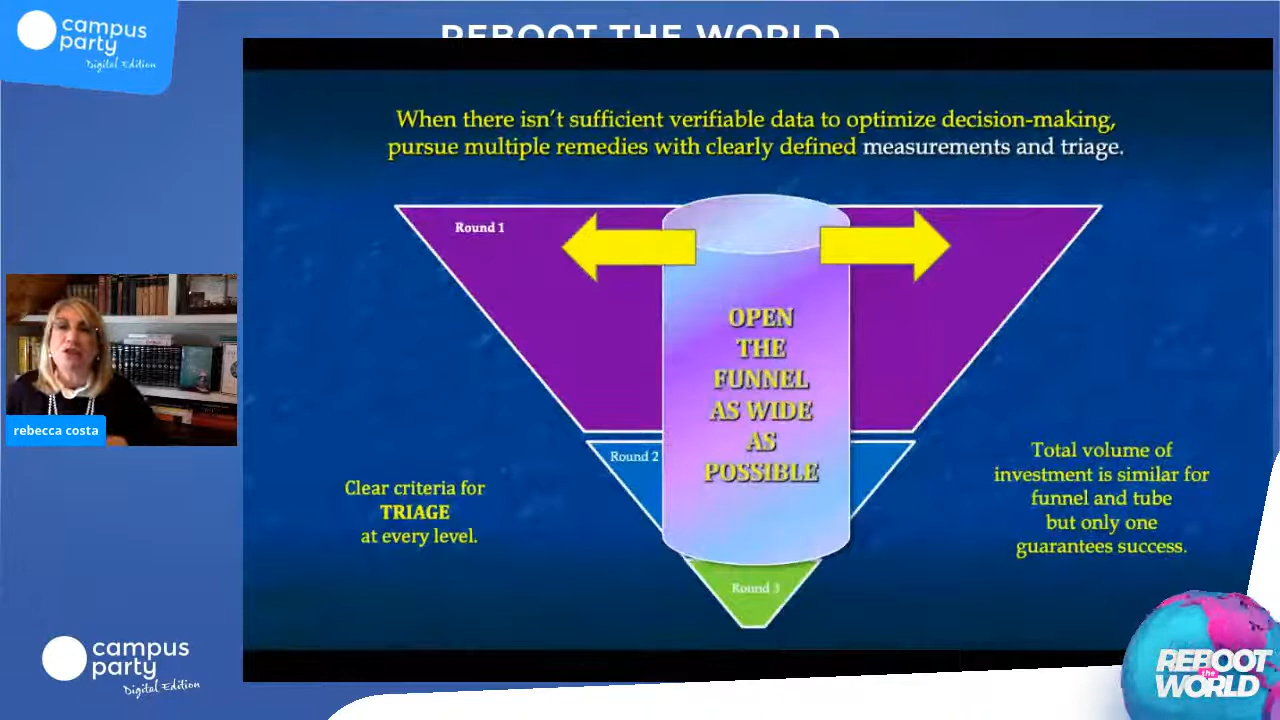 campus
party
Digital Edition
REBOOT THE WORLD
When there isn't sufficient verifiable data to optimize decision-making,
pursue multiple remedies with clearly defined measurements and triage.
Round 1
OPEN
THE
FUNNEL
AS WIDE
AS
POSSIBLE
Round 2
Clear criteria for
TRIAGE
at every level.
Total volume of
investment is similar for
funnel and tube
but only one
guarantees success.
Round 3
rebecca costa
campus
party
Digital Edition
REBOOT
the
WORLD